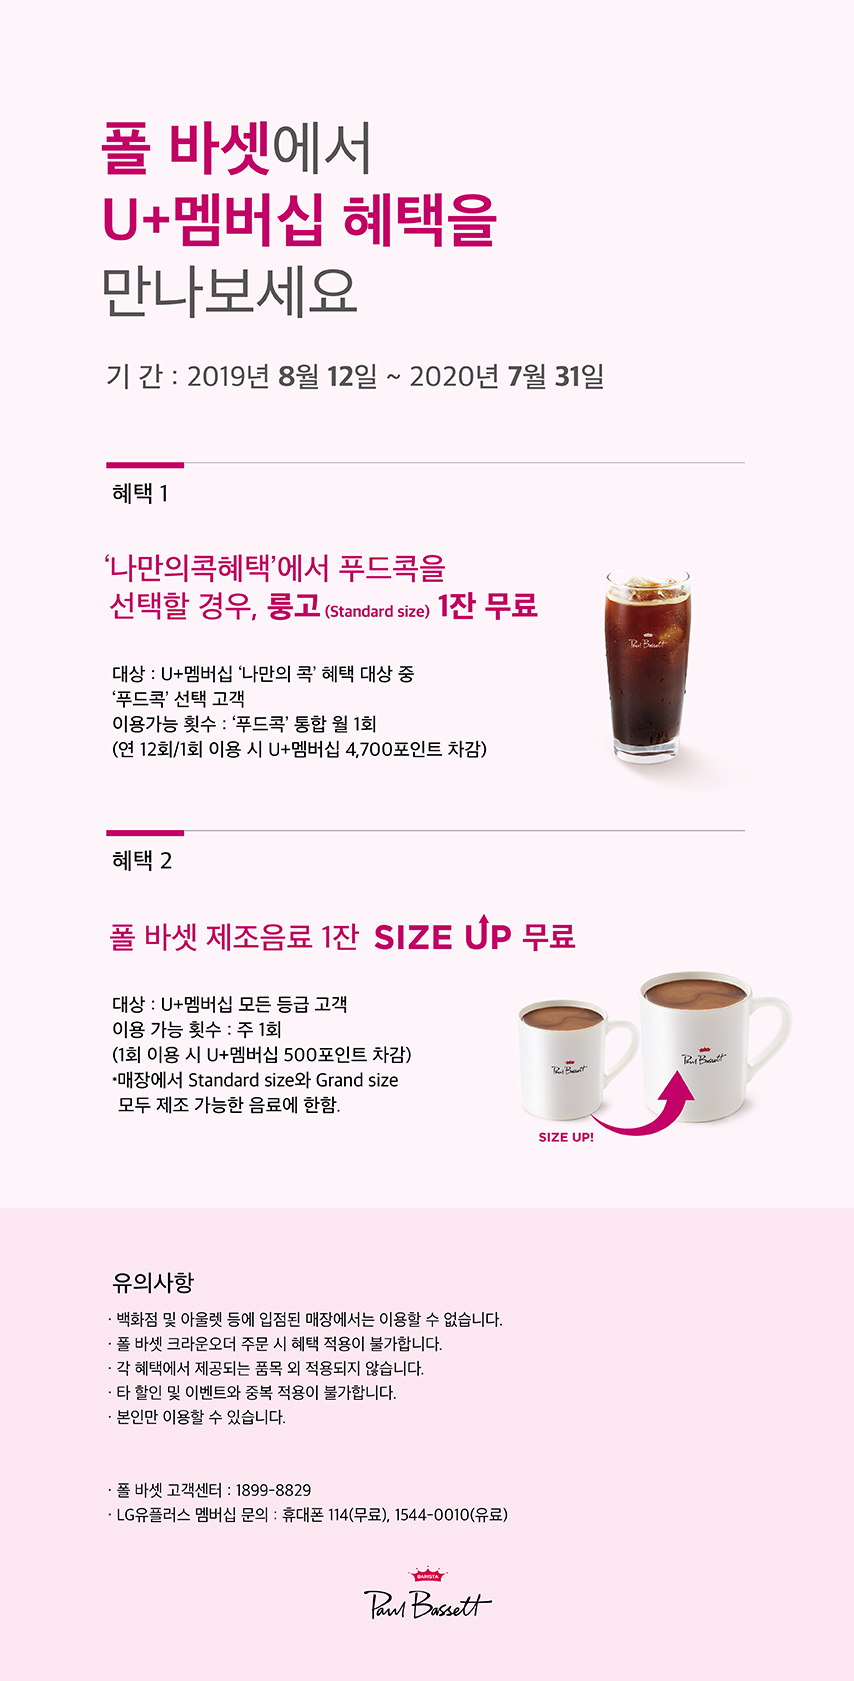 폴 바셋에서
U+멤버십 혜택을
만나보세요
기 간 : 2019년 8월 12일 ~ 2020년 7월 31일
혜택 1
‘나만의콕혜택’에서 푸드콕을
선택할 경우, 룽고 (Standard size) 1잔 무료
대상 : U+멤버십 ‘나만의 콕’ 혜택 대상 중
‘푸드콕’ 선택 고객
이용가능 횟수 : ‘푸드콕’ 통합 월 1회
(연 12회/1회 이용 시 U+멤버십 4,700포인트 차감)
Paul Bassett
혜택 2
폴 바셋 제조음료 1잔 SIZE UP 무료
대상 : U+멤버십 모든 등급 고객
이용 가능 횟수 : 주 1회
(1회 이용 시 U+멤버십 500포인트 차감)
*매장에서 Standard size와 Grand size
모두 제조 가능한 음료에 한함.
Paul Bassett
Paul Bassett
SIZE UP!
유의사항
· 백화점 및 아울렛 등에 입점된 매장에서는 이용할 수 없습니다.
· 폴 바셋 크라운오더 주문 시 혜택 적용이 불가합니다.
· 각 혜택에서 제공되는 품목 외 적용되지 않습니다.
· 타 할인 및 이벤트와 중복 적용이 불가합니다.
· 본인만 이용할 수 있습니다.
· 폴 바셋 고객센터 : 1899-8829
· LG유플러스 멤버십 문의 : 휴대폰 114(무료), 1544-0010(유료)
BARISTA
Paul Bassett